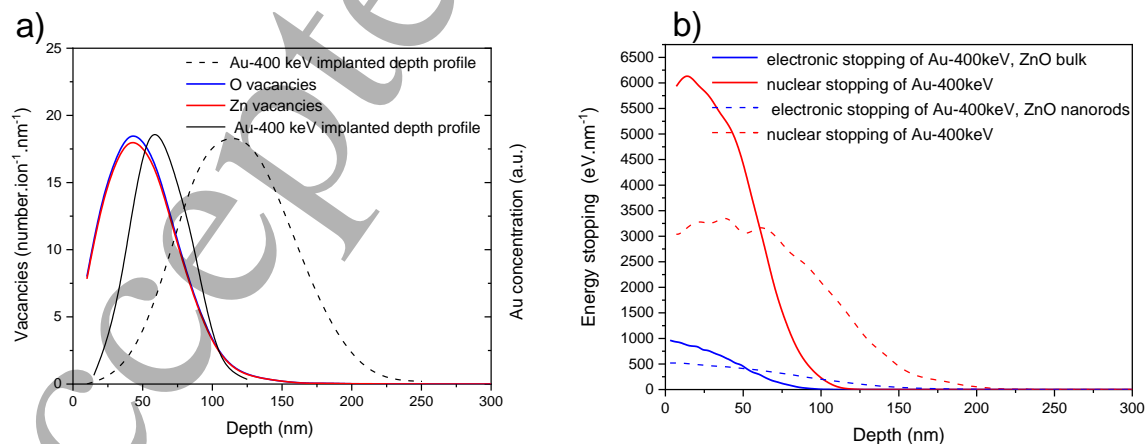 a)
25
20
15
10
5
0
0
50
100
150
200
250
300
Vacancies (number.ion⁻¹.nm⁻¹)
Au concentration (a.u.)
Depth (nm)
Au-400 keV implanted depth profile
O vacancies
Zn vacancies
Au-400 keV implanted depth profile
b)
6500
6000
5500
5000
4500
4000
3500
3000
2500
2000
1500
1000
500
0
0
50
100
150
200
250
300
Energy stopping (eV.nm⁻¹)
Depth (nm)
electronic stopping of Au-400keV, ZnO bulk
nuclear stopping of Au-400keV
electronic stopping of Au-400keV, ZnO nanorods
nuclear stopping of Au-400keV
ccepte